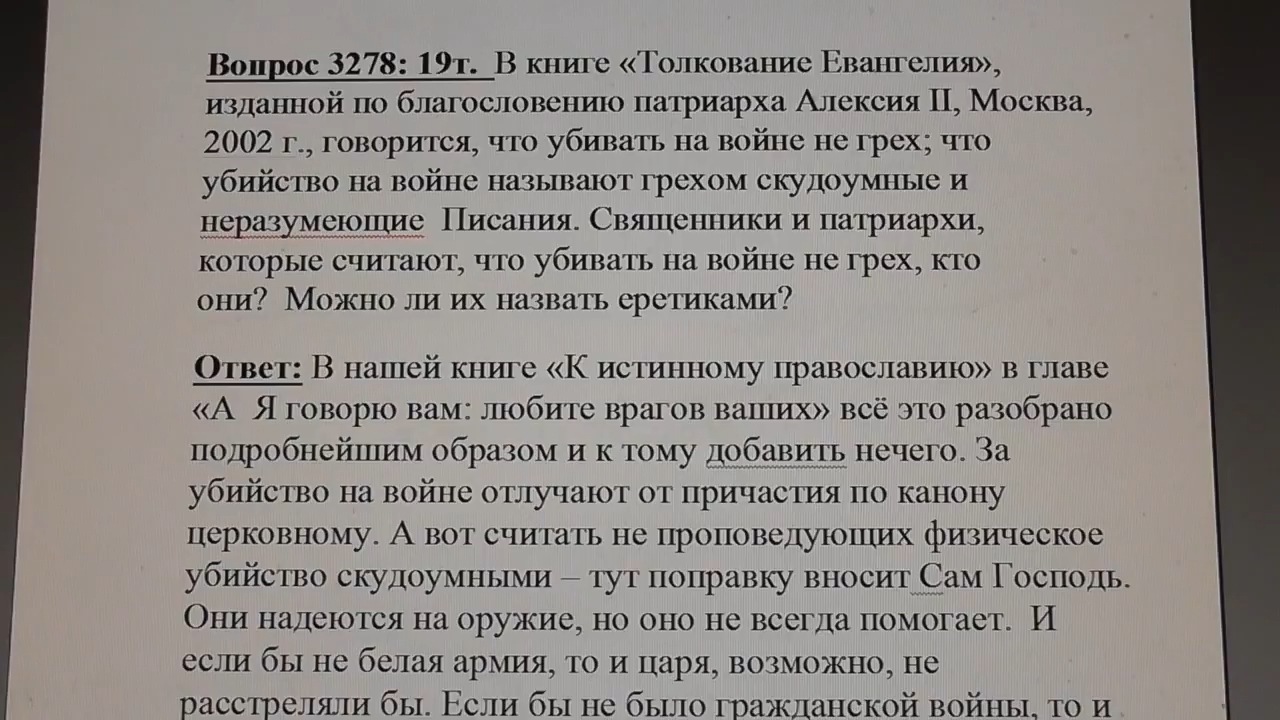 Вопрос 3278: 19т. В книге «Толкование Евангелия»,
изданной по благословению патриарха Алексия II, Москва,
2002 г., говорится, что убивать на войне не грех; что
убийство на войне называют грехом скудоумные и
неразумеющие Писания. Священники и патриархи,
которые считают, что убивать на войне не грех, кто
они? Можно ли их назвать еретиками?
Ответ: В нашей книге «К истинному православию» в главе
«А Я говорю вам: любите врагов ваших» всё это разобрано
подробнейшим образом и к тому добавить нечего. За
убийство на войне отлучают от причастия по канону
церковному. А вот считать не проповедующих физическое
убийство скудоумными – тут поправку вносит Сам Господь.
Они надеются на оружие, но оно не всегда помогает. И
если бы не белая армия, то и царя, возможно, не
расстреляли бы. Если бы не было гражданской войны, то и